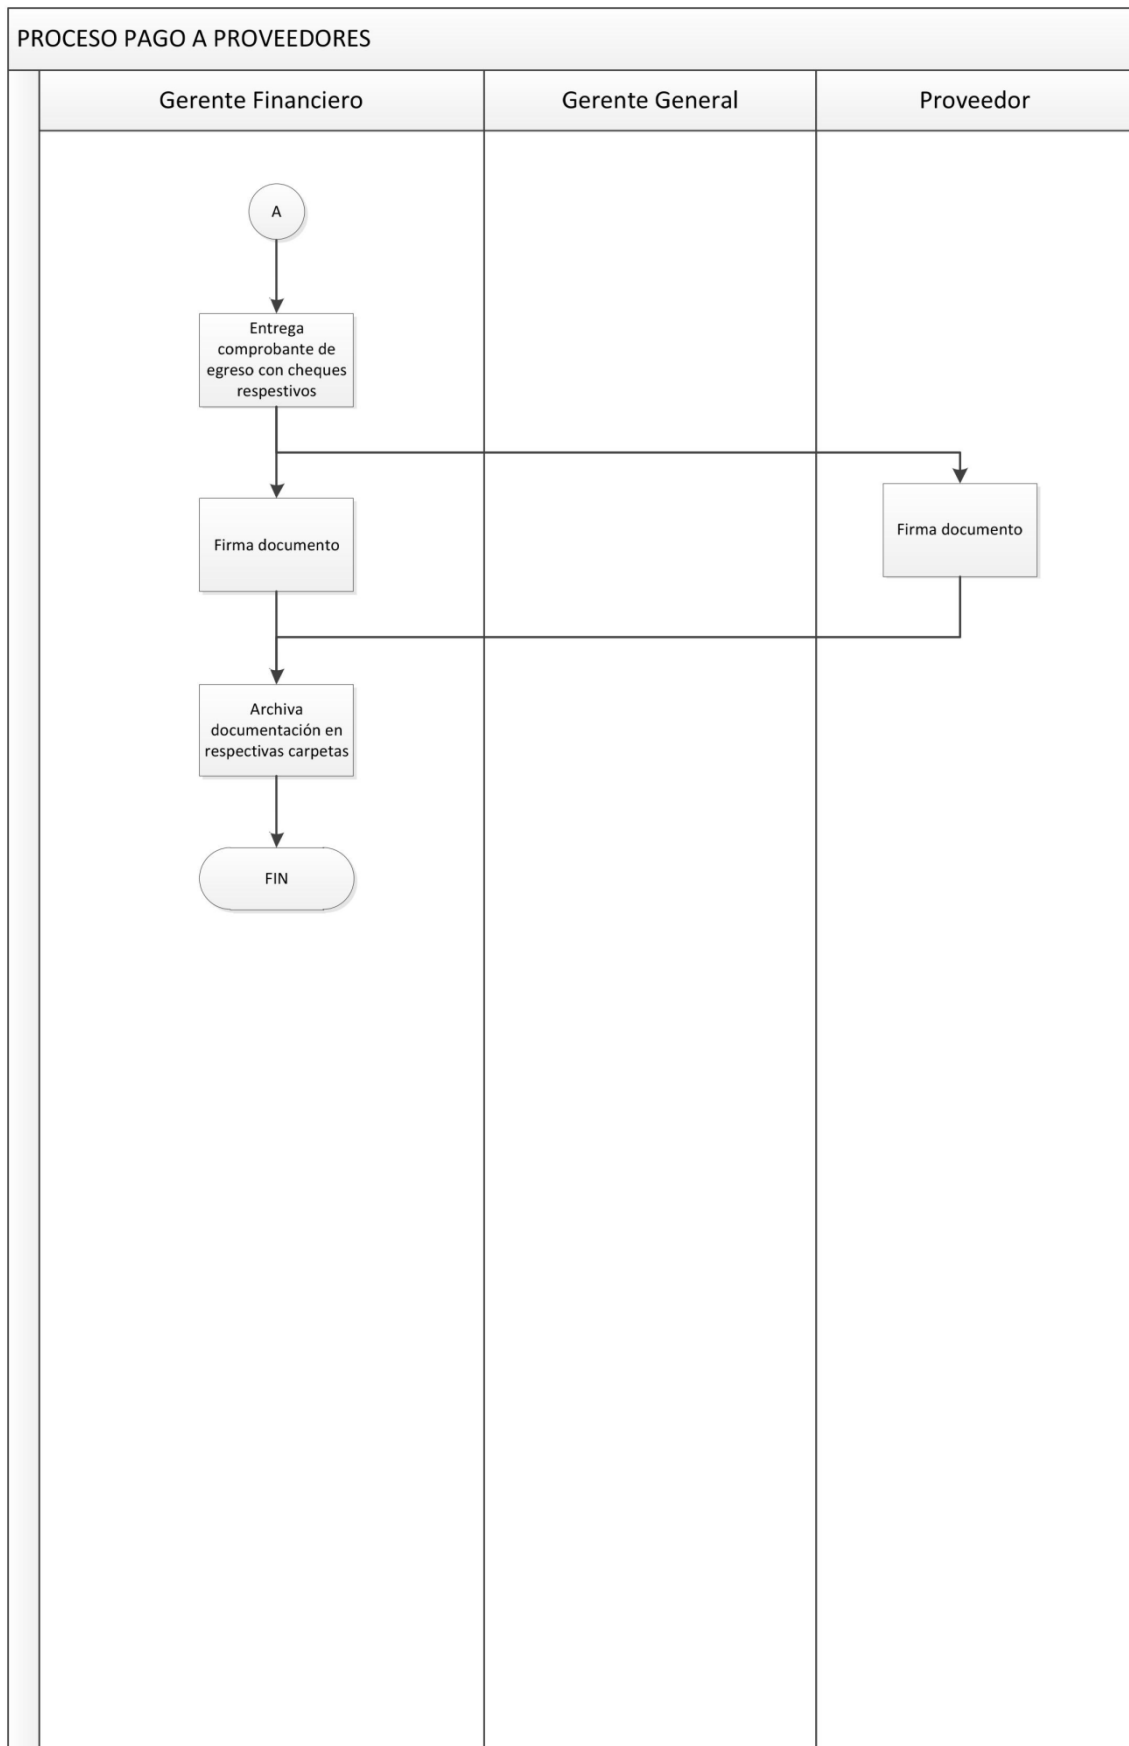 PROCESO PAGO A PROVEEDORES
Gerente Financiero
Gerente General
Proveedor
A
Entrega
comprobante de
egreso con cheques
respestivos
Firma documento
Firma documento
Archiva
documentación en
respectivas carpetas
FIN